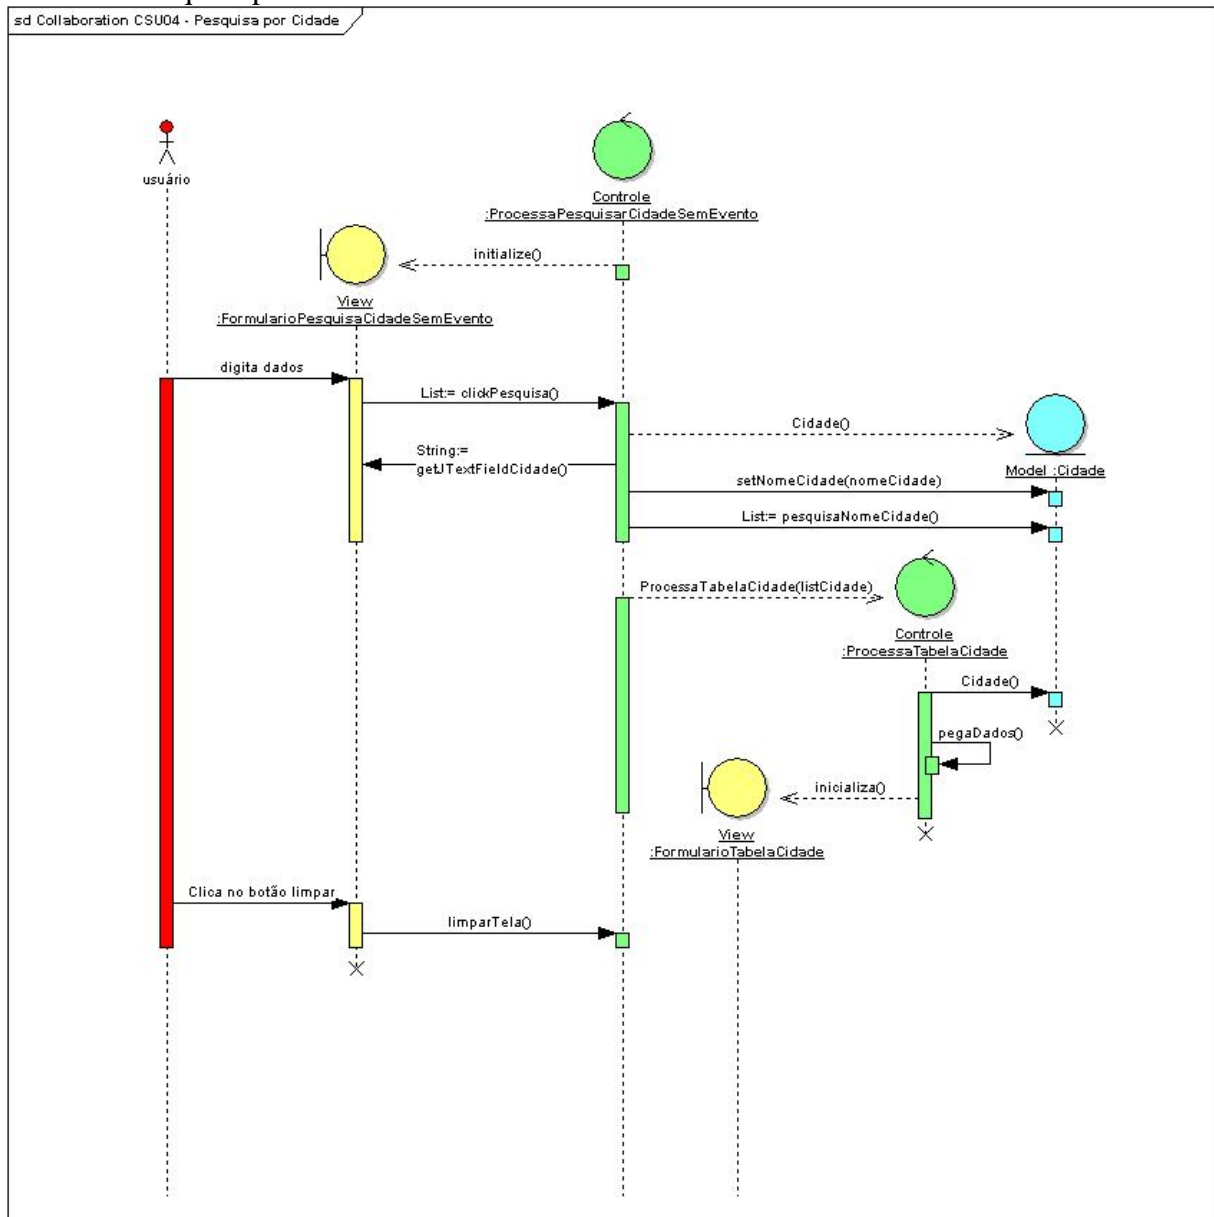 sd Collaboration CSU04 - Pesquisa por Cidade
usuário
Controle
:ProcessaPesquisarCidadeSemEvento
initialize()
View
:FormularioPesquisaCidadeSemEvento
digita dados
List:= clickPesquisa()
Cidade()
String:=
getJTextFieldCidade()
Model :Cidade
setNomeCidade(nomeCidade)
List:= pesquisaNomeCidade()
ProcessaTabelaCidade(listCidade)
Controle
:ProcessaTabelaCidade
Cidade()
pegaDados()
inicializa()
View
:FormularioTabelaCidade
Clica no botão limpar
limparTela()